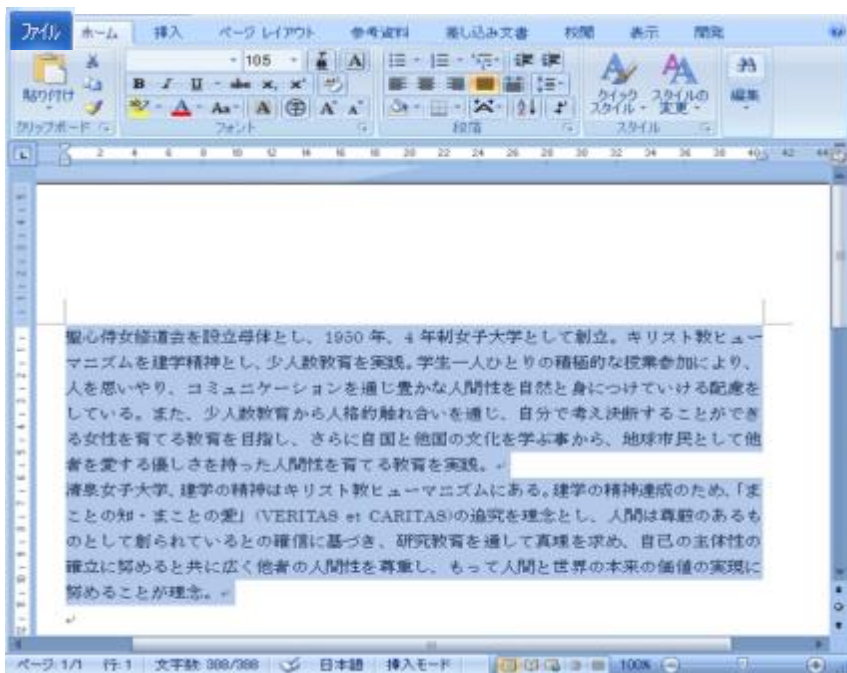 ファイル ホーム 挿入 ページ レイアウト 参考資料 差し込み文書 校閲 表示 開発
10.5
貼り付け
クイック スタイル
スタイルの 変更
編集
クリップボード フォント 段落 スタイル
2 4 6 8 10 12 14 16 18 20 22 24 26 28 30 32 34 36 38 40 42 44
聖心侍女修道会を設立母体とし、1950 年、4 年制女子大学として創立。キリスト教ヒュー
マニズムを建学精神とし、少人数教育を実践。学生一人ひとりの積極的な授業参加により、
人を思いやり、コミュニケーションを通じ豊かな人間性を自然と身につけていける配慮を
している。また、少人数教育から人格的触れ合いを通じ、自分で考え決断することができ
る女性を育てる教育を目指し、さらに自国と他国の文化を学ぶ事から、地球市民として他
者を愛する優しさを持った人間性を育てる教育を実践。
清泉女子大学、建学の精神はキリスト教ヒューマニズムにある。建学の精神達成のため、「ま
ことの知・まことの愛」(VERITAS et CARITAS)の追究を理念とし、人間は尊厳のあるも
のとして創られているとの確信に基づき、研究教育を通して真理を求め、自己の主体性の
確立に努めると共に広く他者の人間性を尊重し、もって人間と世界の本来の価値の実現に
努めることが理念。
ページ: 1/1 行: 1 文字数: 388/388 日本語 挿入モード 100%